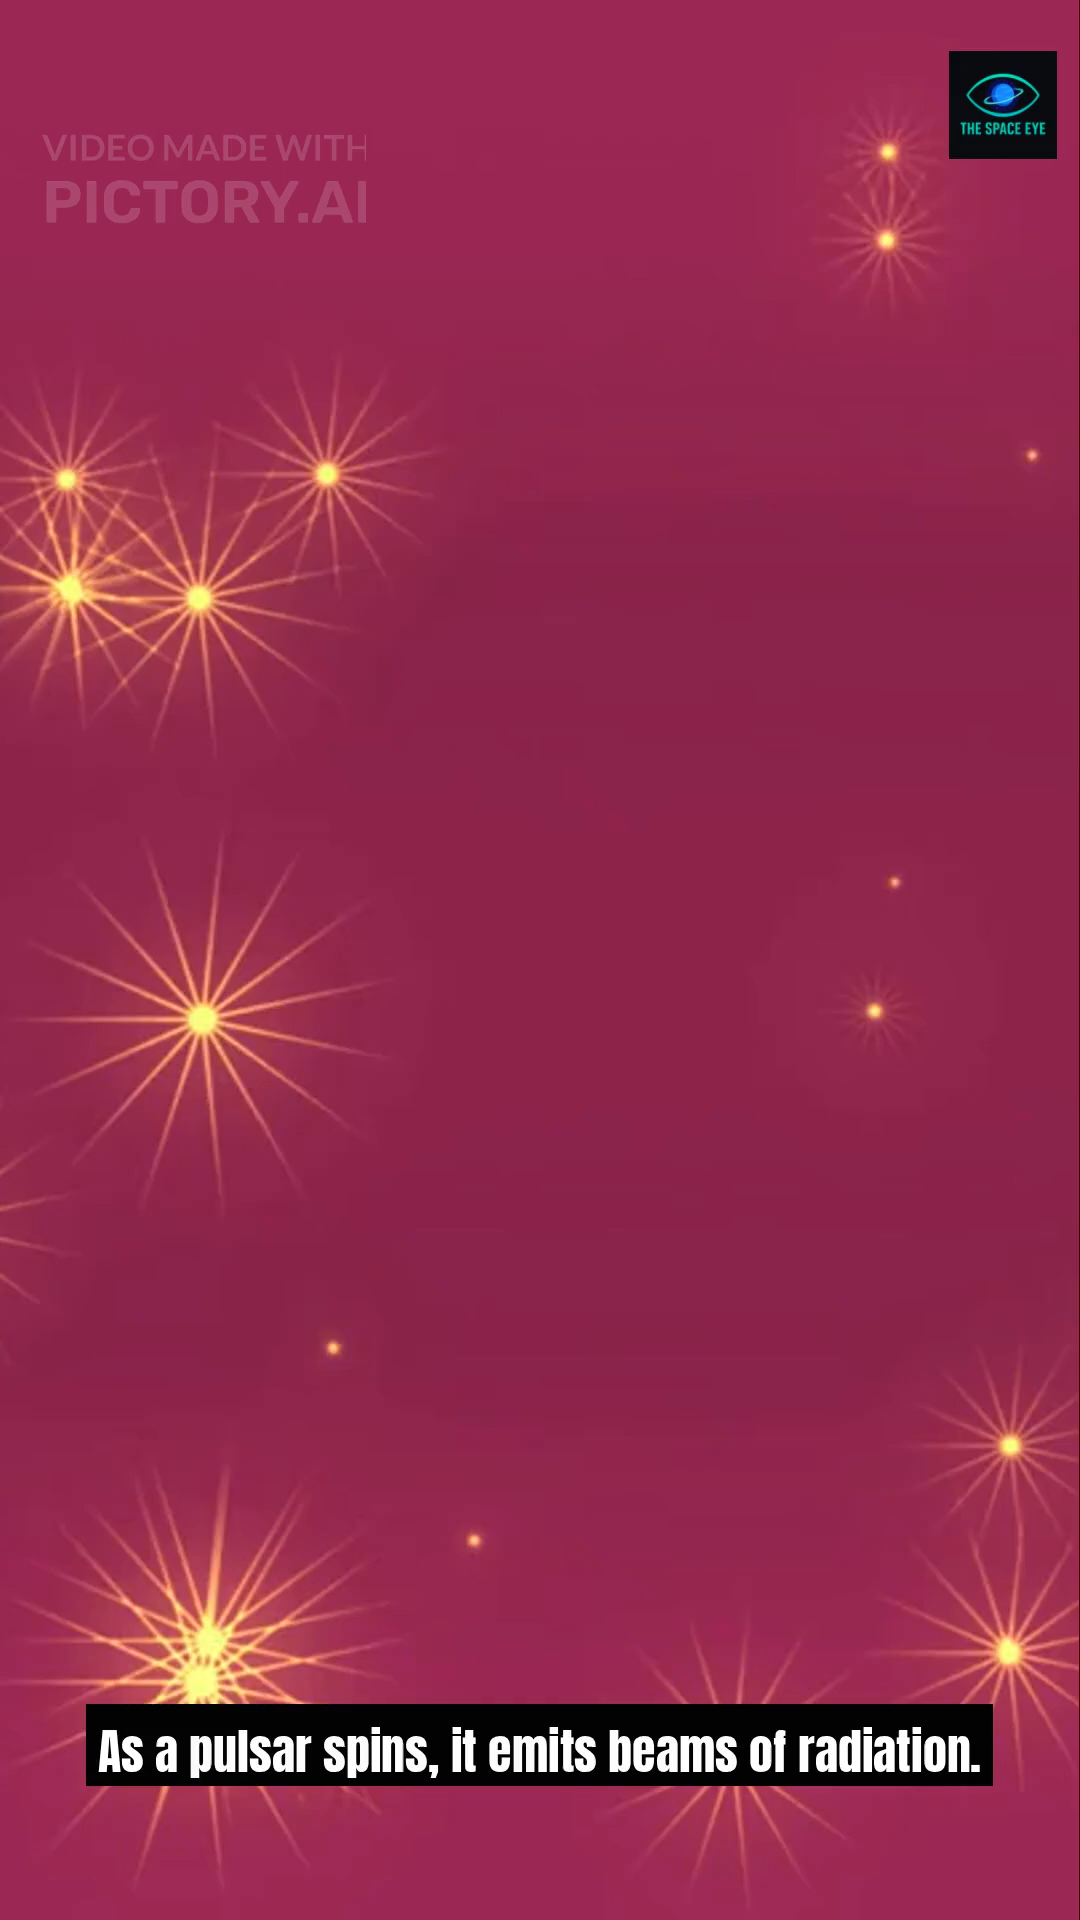 THE SPACE EYE
VIDEO MADE WITH
PICTORY.AI
As a pulsar spins, it emits beams of radiation.